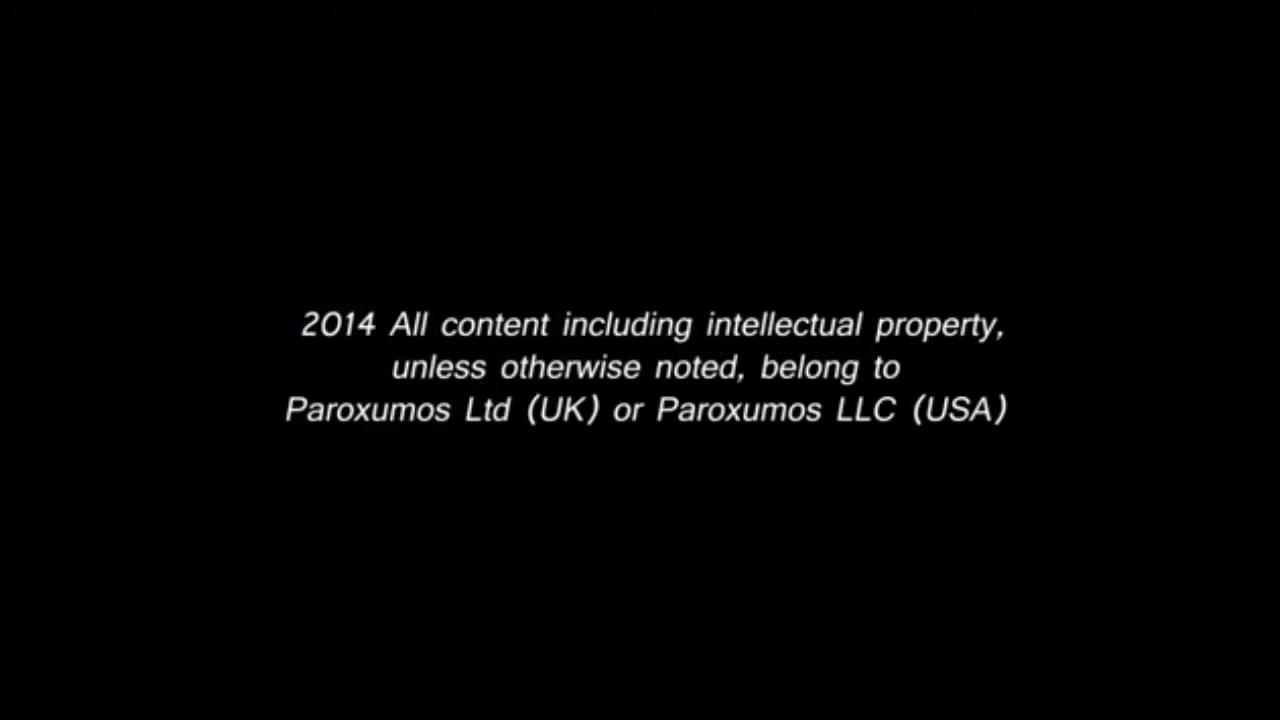 2014 All content including intellectual property,
unless otherwise noted, belong to
Paroxumos Ltd (UK) or Paroxumos LLC (USA)